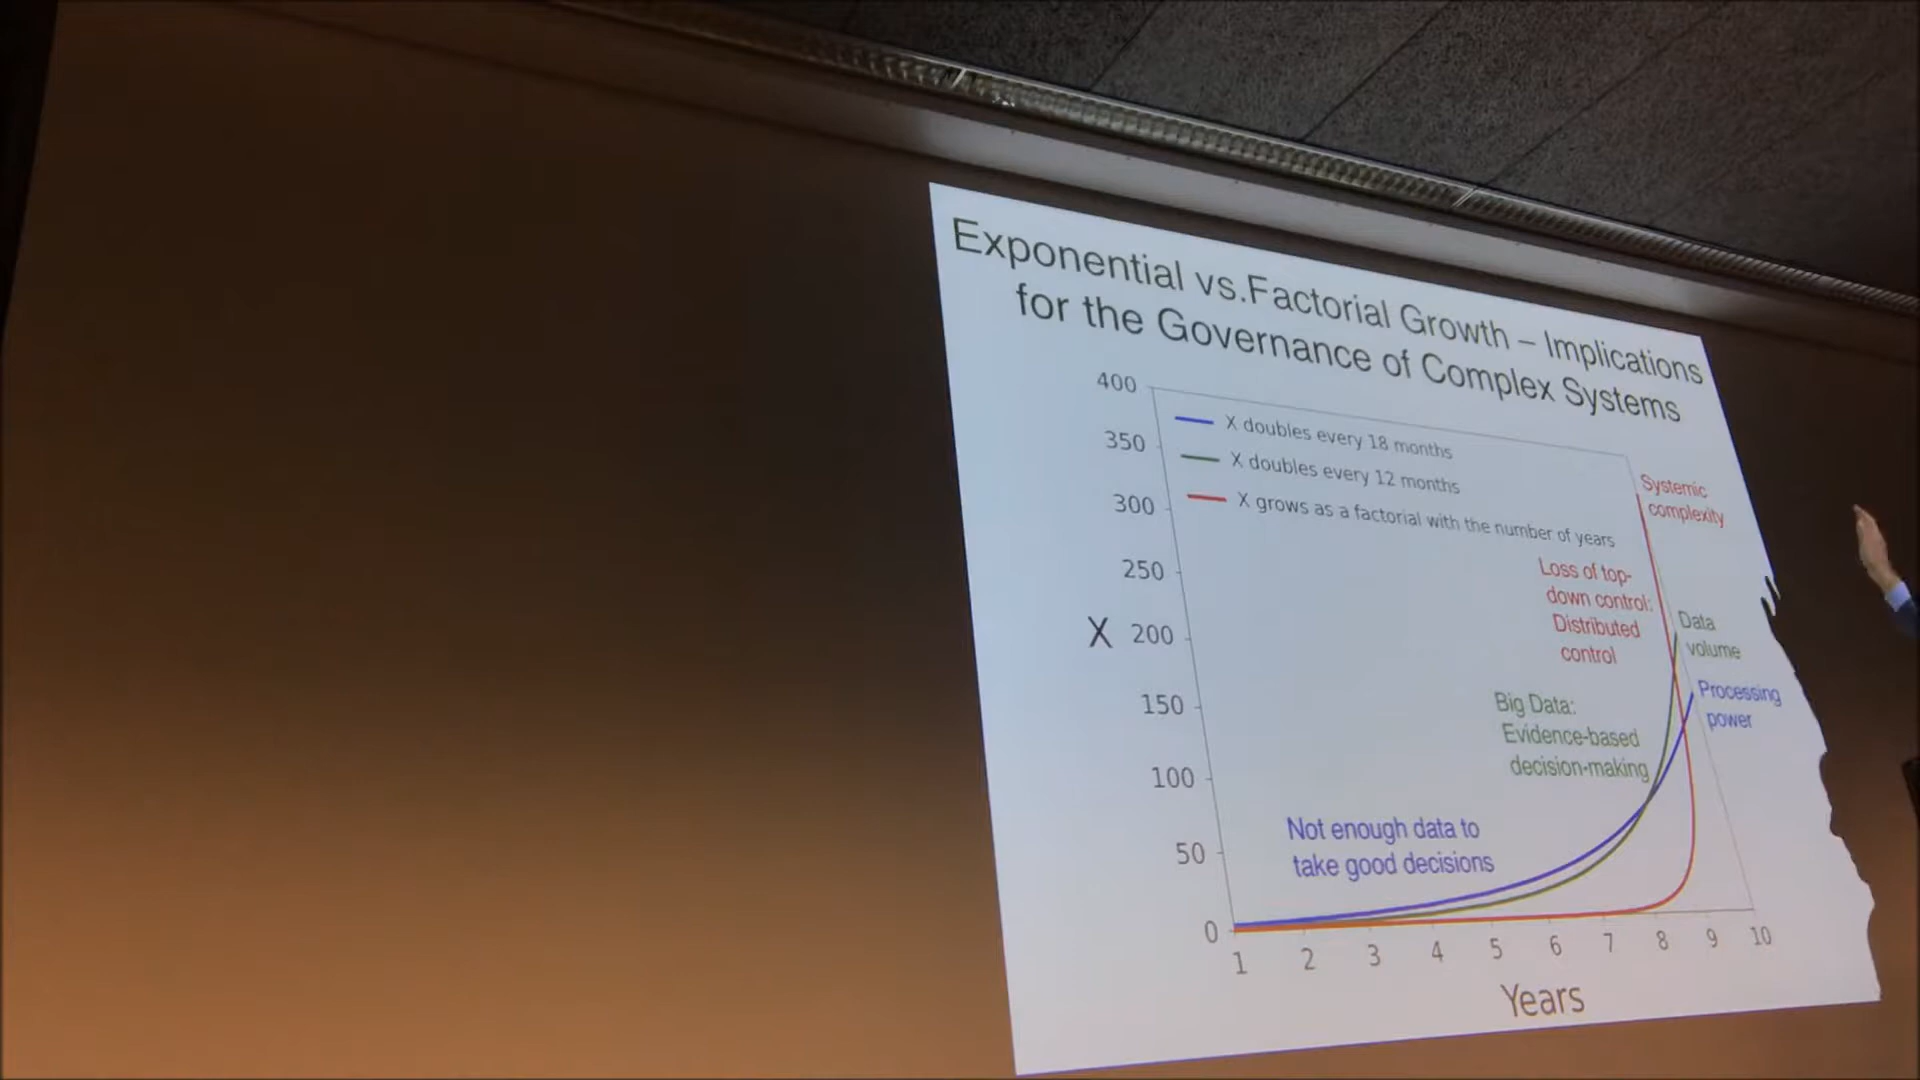 Exponential vs.Factorial Growth – Implications
for the Governance of Complex Systems
400
350
300
250
X 200
150
100
50
0
X doubles every 18 months
X doubles every 12 months
X grows as a factorial with the number of years
Systemic
complexity
Loss of top-
down control:
Distributed
control
Data
volume
Processing
power
Big Data:
Evidence-based
decision-making
Not enough data to
take good decisions
1 2 3 4 5 6 7 8 9 10
Years